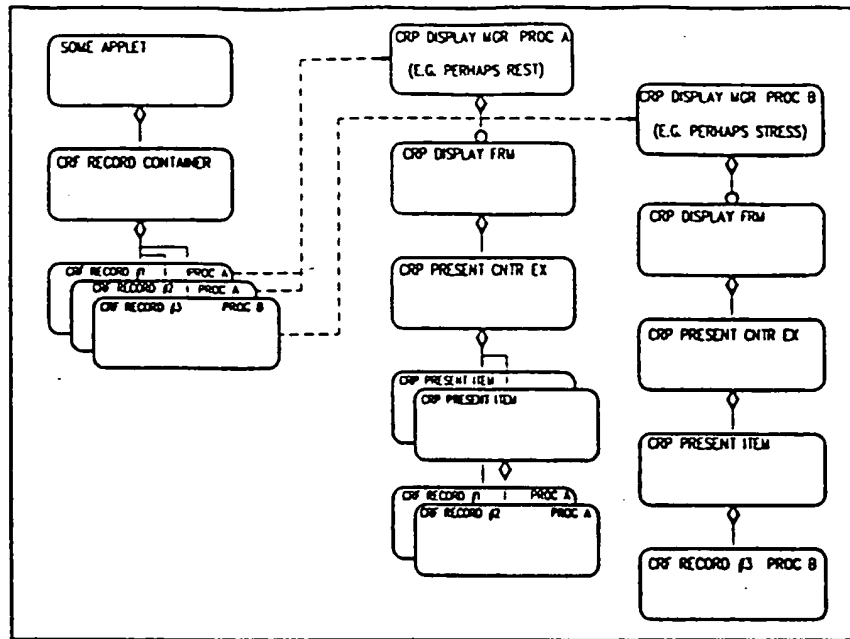 SOME APPLET
CRF RECORD CONTAINER
CRF RECORD #1 PROC A
CRF RECORD #2 PROC A
CRF RECORD #3 PROC B
CRP DISPLAY MGR PROC A
(E.G. PERHAPS REST)
CRP DISPLAY FRM
CRP PRESENT CNTR EX
CRP PRESENT ITEM
CRP PRESENT ITEM
CRF RECORD #1 PROC A
CRF RECORD #2 PROC A
CRP DISPLAY MGR PROC B
(E.G. PERHAPS STRESS)
CRP DISPLAY FRM
CRP PRESENT CNTR EX
CRP PRESENT ITEM
CRF RECORD #3 PROC B